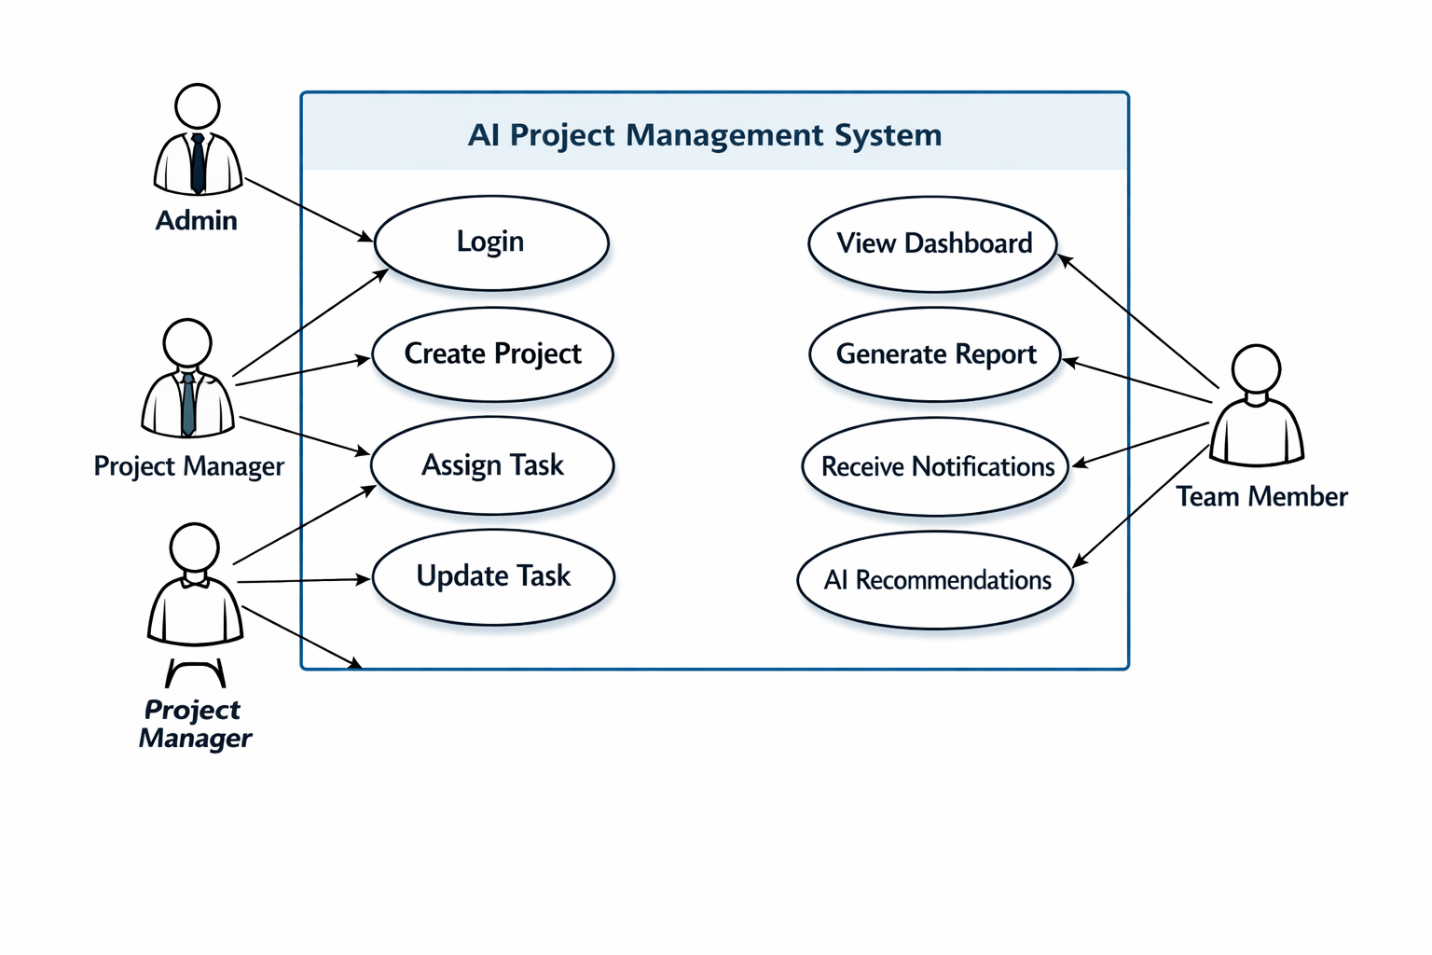 AI Project Management System
Admin
Login
View Dashboard
Create Project
Generate Report
Project Manager
Assign Task
Receive Notifications
Team Member
Update Task
AI Recommendations
Project
Manager